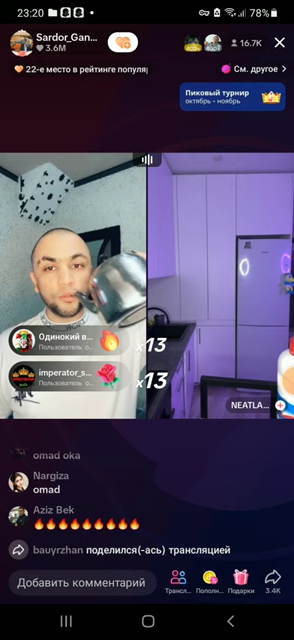 23:20
78%
Sardor_Gan...
3.6M
16.7K
22-е место в рейтинге популяр
См. другое >
Пиковый турнир
октябрь - ноябрь
Одинокий в...
Пользователь о...
x13
imperator_s...
Пользователь о...
x13
NEATLA...
omad oka
Nargiza
omad
Aziz Bek
🔥🔥🔥🔥🔥🔥🔥🔥🔥
bauyrzhan поделился(-ась) трансляцией
Добавить комментарий
Трансл...
Пополн...
Подарки
3.4K